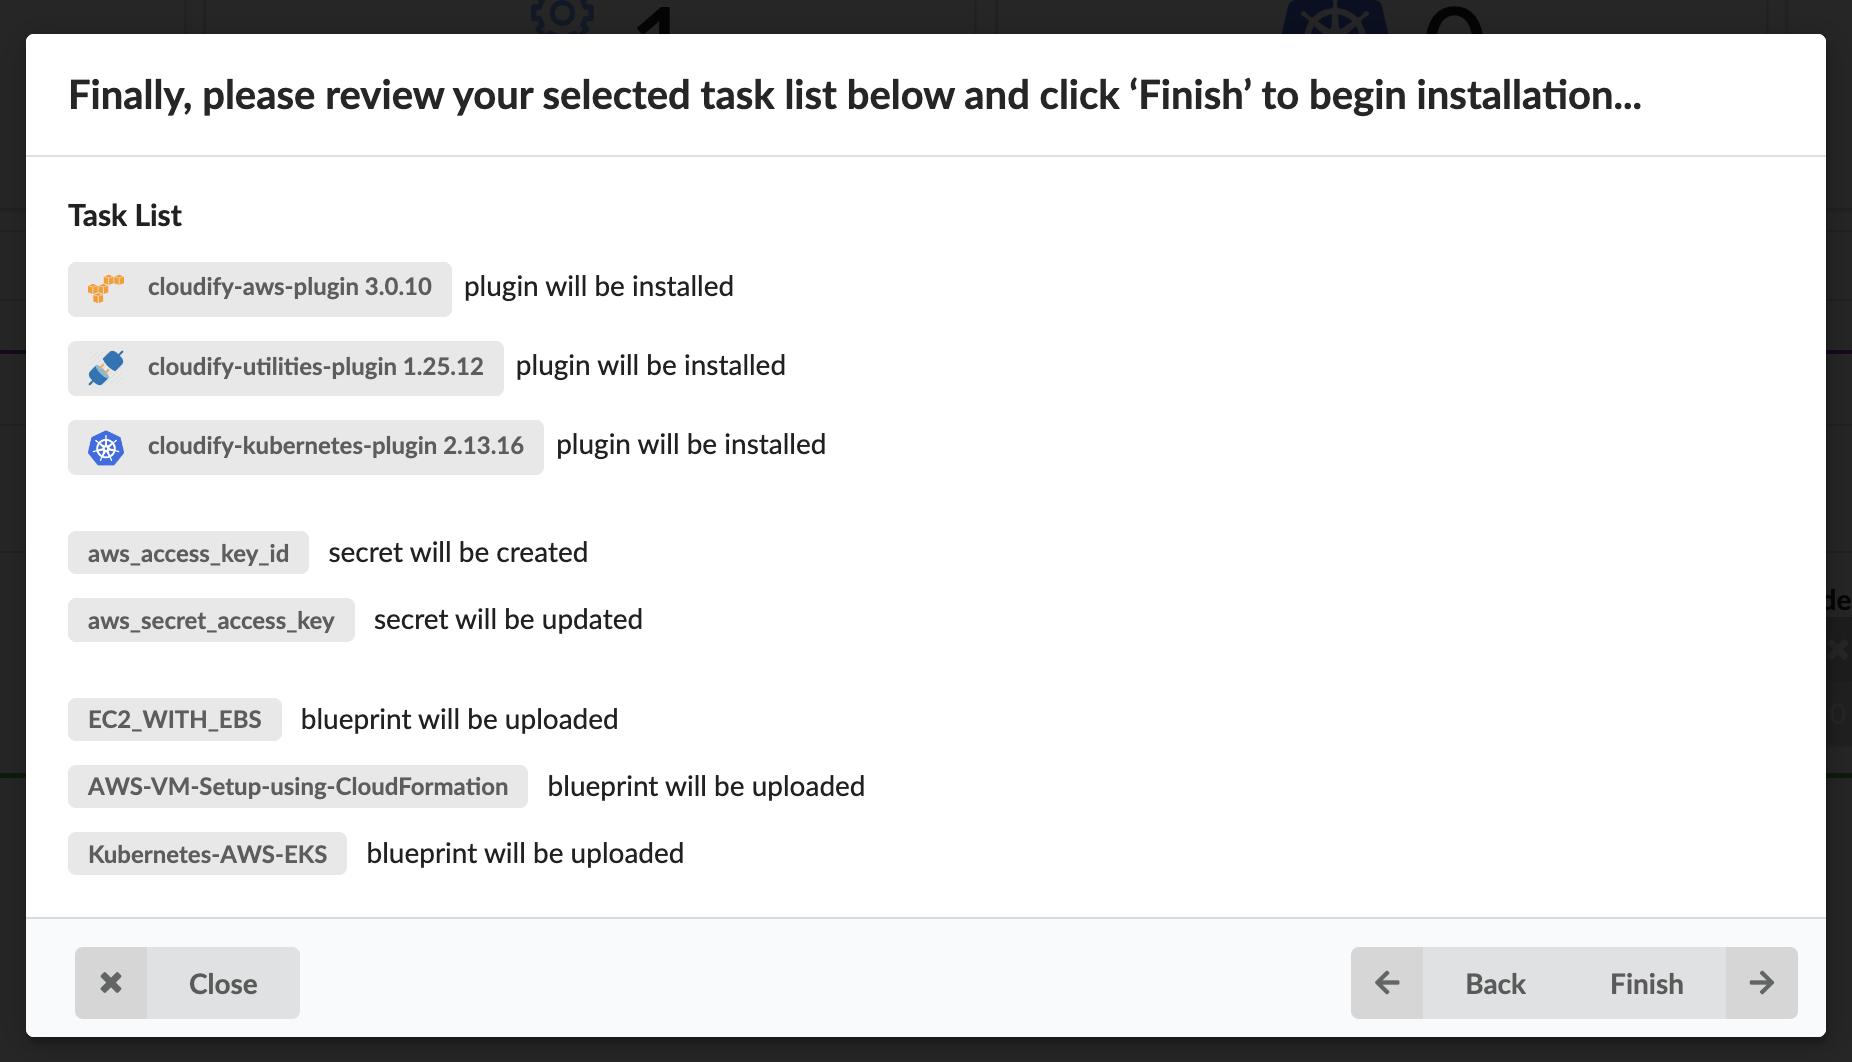 1
Finally, please review your selected task list below and click ‘Finish’ to begin installation...
Task List
cloudify-aws-plugin 3.0.10 plugin will be installed
cloudify-utilities-plugin 1.25.12 plugin will be installed
cloudify-kubernetes-plugin 2.13.16 plugin will be installed
aws_access_key_id secret will be created
aws_secret_access_key secret will be updated
EC2_WITH_EBS blueprint will be uploaded
AWS-VM-Setup-using-CloudFormation blueprint will be uploaded
Kubernetes-AWS-EKS blueprint will be uploaded
Close Back Finish